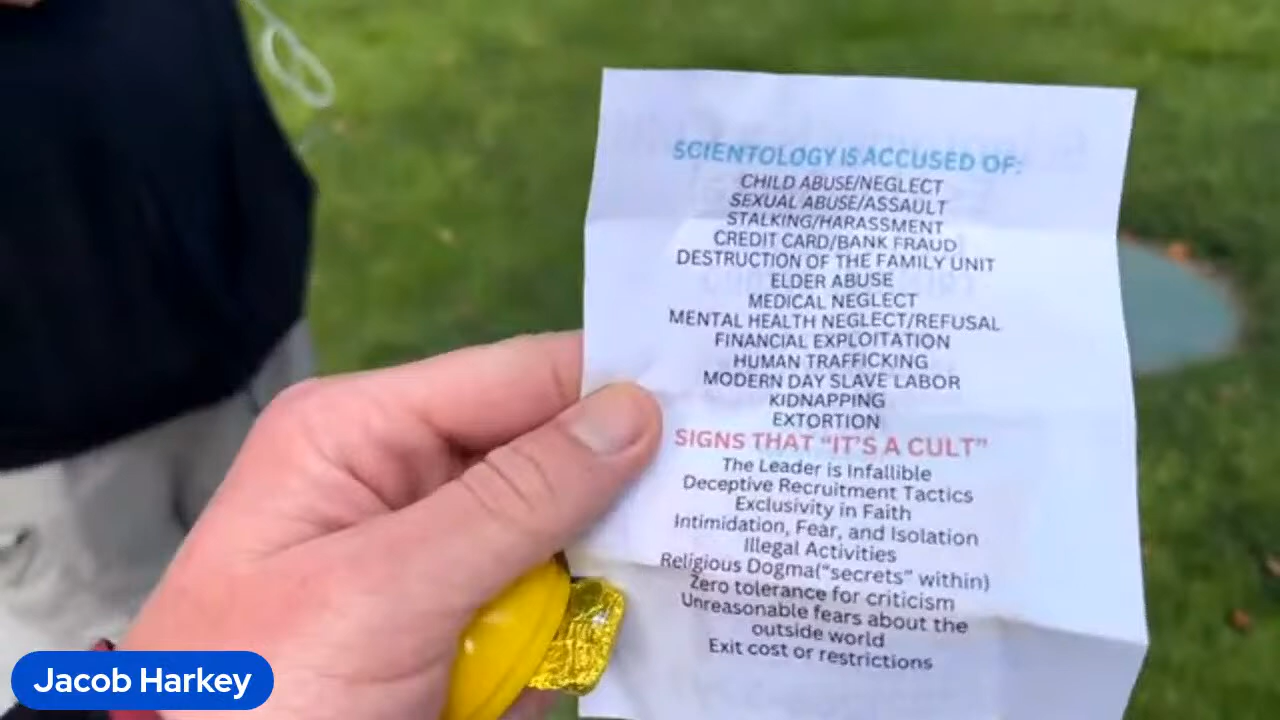 SCIENTOLOGY IS ACCUSED OF:
CHILD ABUSE/NEGLECT
SEXUAL ABUSE/ASSAULT
STALKING/HARASSMENT
CREDIT CARD/BANK FRAUD
DESTRUCTION OF THE FAMILY UNIT
ELDER ABUSE
MEDICAL NEGLECT
MENTAL HEALTH NEGLECT/REFUSAL
FINANCIAL EXPLOITATION
HUMAN TRAFFICKING
MODERN DAY SLAVE LABOR
KIDNAPPING
EXTORTION
SIGNS THAT “IT’S A CULT”
The Leader is Infallible
Deceptive Recruitment Tactics
Exclusivity in Faith
Intimidation, Fear, and Isolation
Illegal Activities
Religious Dogma(“secrets” within)
Zero tolerance for criticism
Unreasonable fears about the
outside world
Exit cost or restrictions
Jacob Harkey